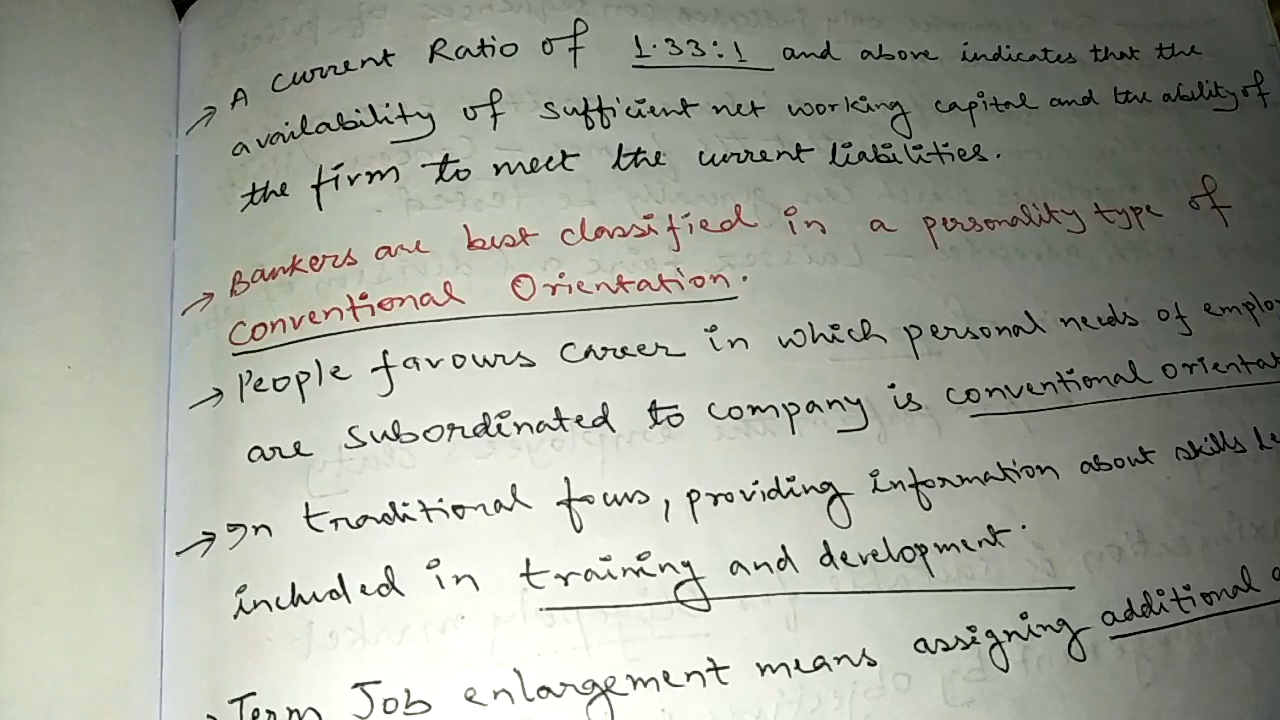 → A current Ratio of 1.33:1 and above indicates that the
availability of sufficient net working capital and the ability of
the firm to meet the current liabilities.
→ Bankers are best classified in a personality type of
Conventional Orientation.
→ People favours career in which personal needs of emplo
are subordinated to company is conventional orientat
→ In traditional focus, providing information about skills le
included in training and development.
Term Job enlargement means assigning additional